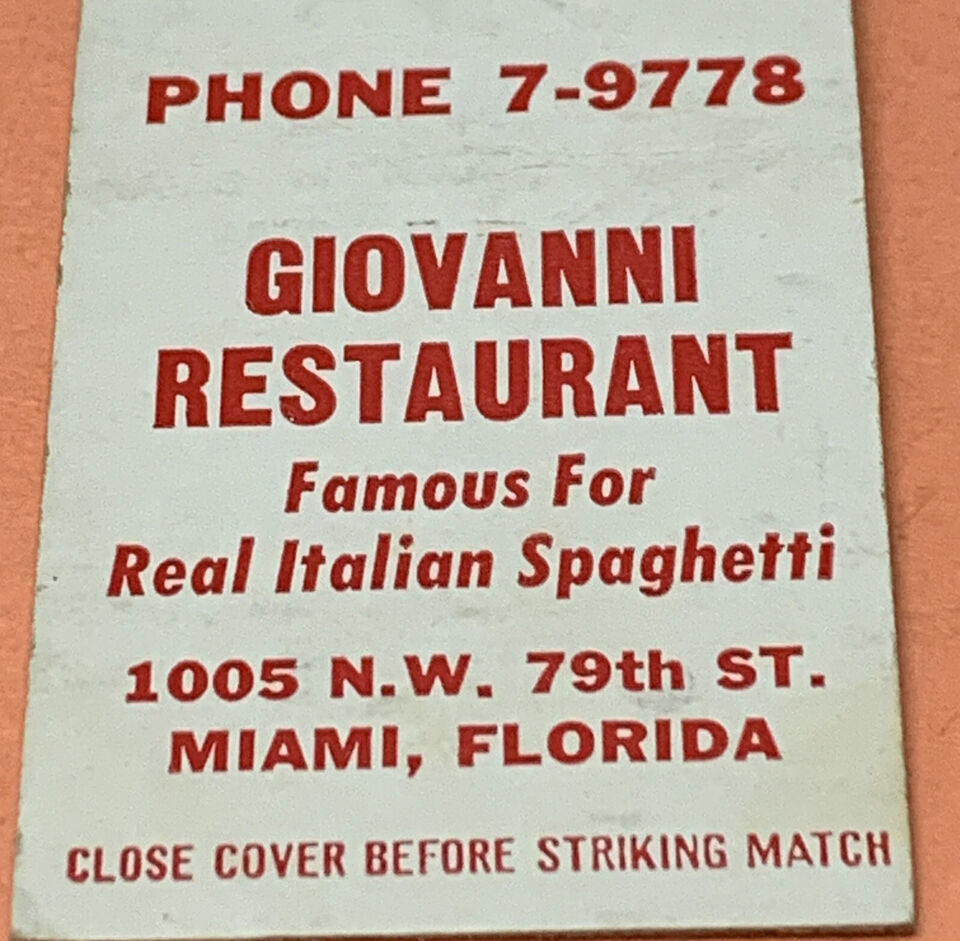 PHONE 7-9778
GIOVANNI
RESTAURANT
Famous For
Real Italian Spaghetti
1005 N.W. 79th ST.
MIAMI, FLORIDA
CLOSE COVER BEFORE STRIKING MATCH